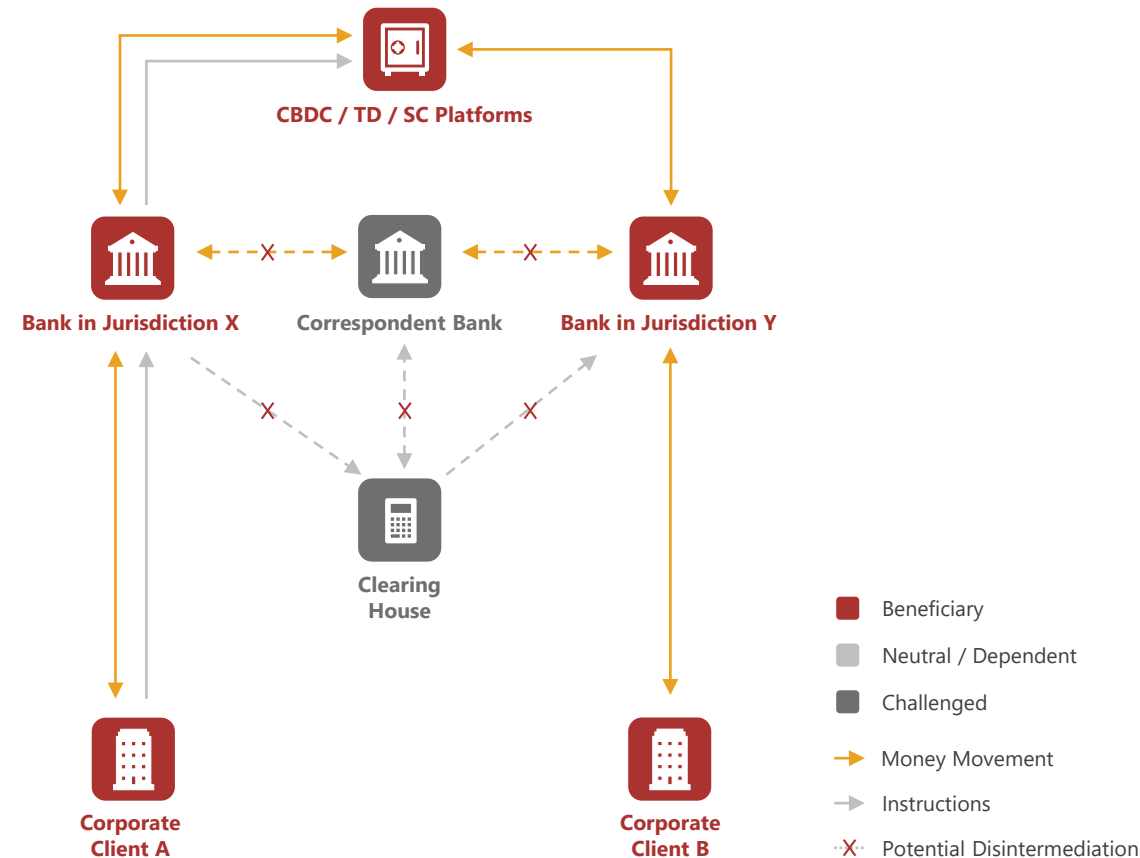 CBDC / TD / SC Platforms
Bank in Jurisdiction X
Correspondent Bank
Bank in Jurisdiction Y
Clearing
House
Corporate
Client A
Corporate
Client B
Beneficiary
Neutral / Dependent
Challenged
Money Movement
Instructions
Potential Disintermediation